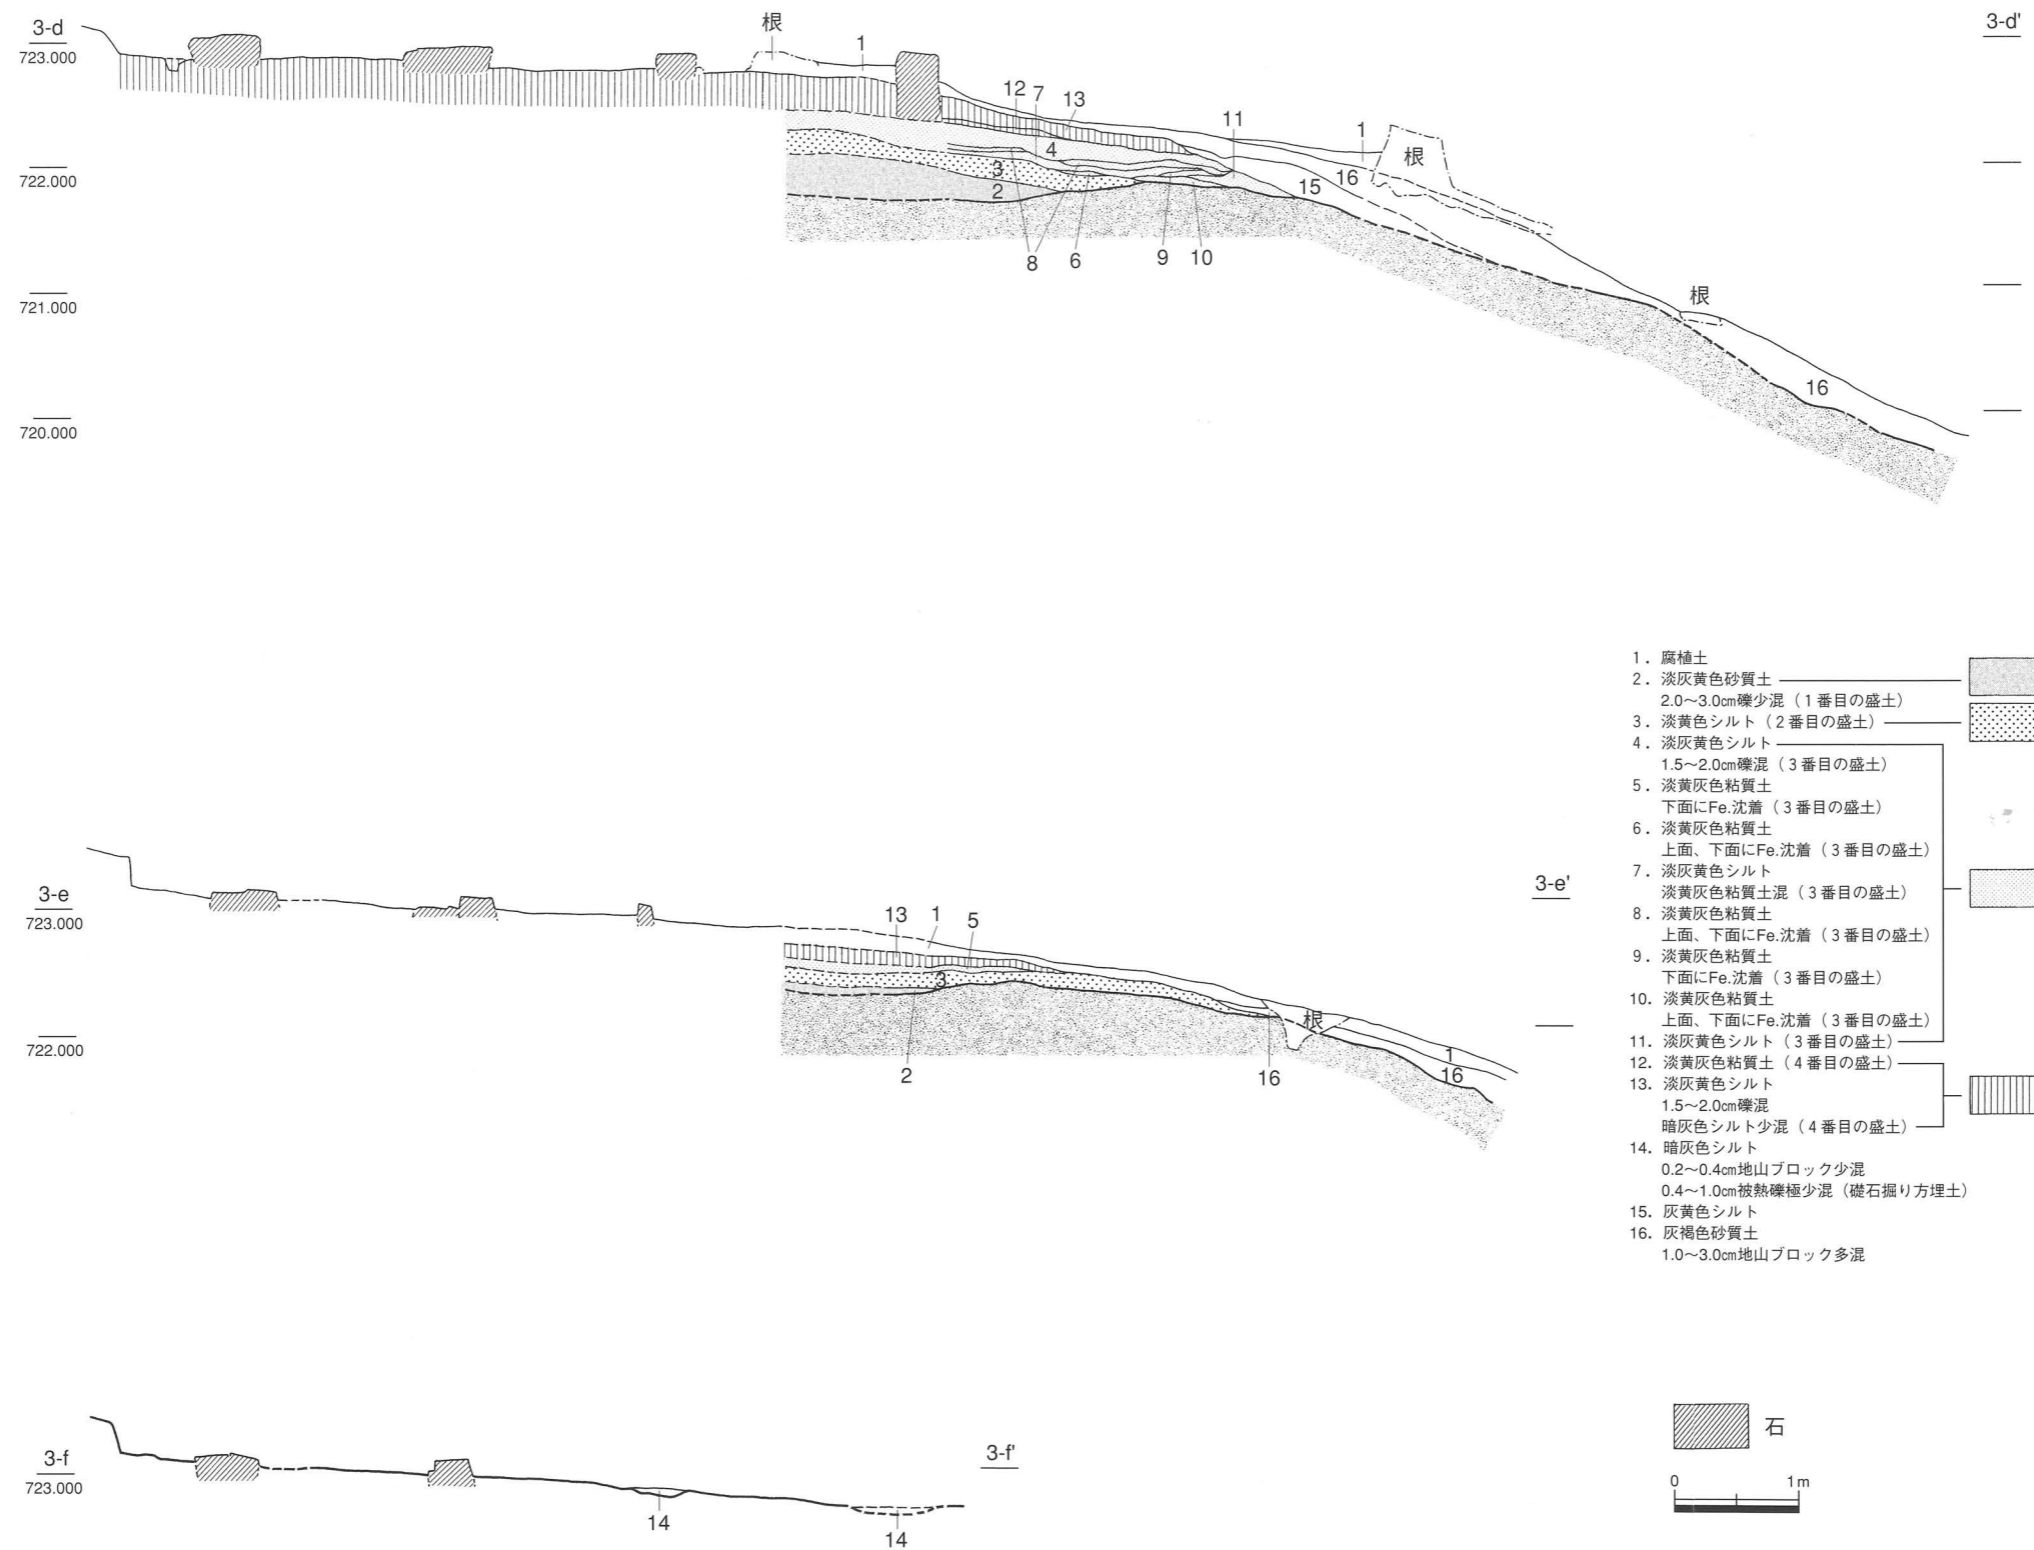 3-d
723.000
722.000
721.000
720.000
根
1
3-d'
12 7 13
11
1
根
4
3
2
16
15
8 6 9 10
根
16
3-e
723.000
722.000
3-e'
13 1 5
3
根
2
16
1
16
3-f
723.000
3-f'
14
14
1. 腐植土
2. 淡灰黄色砂質土
2.0〜3.0㎝礫少混（1番目の盛土）
3. 淡黄色シルト（2番目の盛土）
4. 淡灰黄色シルト
1.5〜2.0㎝礫混（3番目の盛土）
5. 淡黄灰色粘質土
下面にFe.沈着（3番目の盛土）
6. 淡黄灰色粘質土
上面、下面にFe.沈着（3番目の盛土）
7. 淡灰黄色シルト
淡黄灰色粘質土混（3番目の盛土）
8. 淡黄灰色粘質土
上面、下面にFe.沈着（3番目の盛土）
9. 淡黄灰色粘質土
下面にFe.沈着（3番目の盛土）
10. 淡黄灰色粘質土
上面、下面にFe.沈着（3番目の盛土）
11. 淡灰黄色シルト（3番目の盛土）
12. 淡黄灰色粘質土（4番目の盛土）
13. 淡灰黄色シルト
1.5〜2.0㎝礫混
暗灰色シルト少混（4番目の盛土）
14. 暗灰色シルト
0.2〜0.4㎝地山ブロック少混
0.4〜1.0㎝被熱礫極少混（礎石掘り方埋土）
15. 灰黄色シルト
16. 灰褐色砂質土
1.0〜3.0㎝地山ブロック多混
石
0 1m